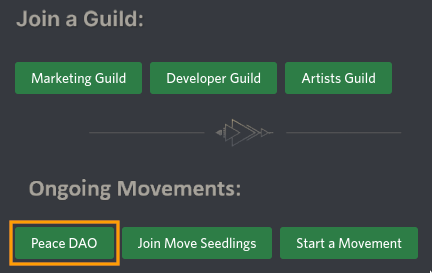 Join a Guild:
Marketing Guild Developer Guild Artists Guild
Ongoing Movements:
Peace DAO Join Move Seedlings Start a Movement